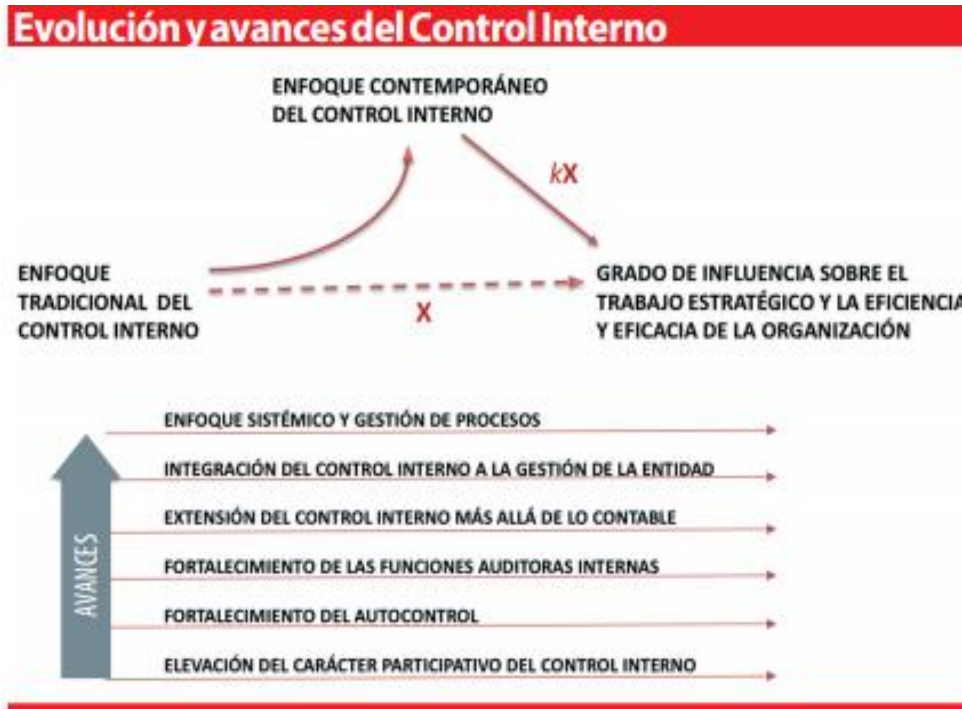 Evolución y avances del Control Interno
ENFOQUE CONTEMPORÁNEO
DEL CONTROL INTERNO
kX
ENFOQUE
TRADICIONAL DEL
CONTROL INTERNO
X
GRADO DE INFLUENCIA SOBRE EL
TRABAJO ESTRATÉGICO Y LA EFICIENCIA
Y EFICACIA DE LA ORGANIZACIÓN
AVANCES
ENFOQUE SISTÉMICO Y GESTIÓN DE PROCESOS
INTEGRACIÓN DEL CONTROL INTERNO A LA GESTIÓN DE LA ENTIDAD
EXTENSIÓN DEL CONTROL INTERNO MÁS ALLÁ DE LO CONTABLE
FORTALECIMIENTO DE LAS FUNCIONES AUDITORAS INTERNAS
FORTALECIMIENTO DEL AUTOCONTROL
ELEVACIÓN DEL CARÁCTER PARTICIPATIVO DEL CONTROL INTERNO